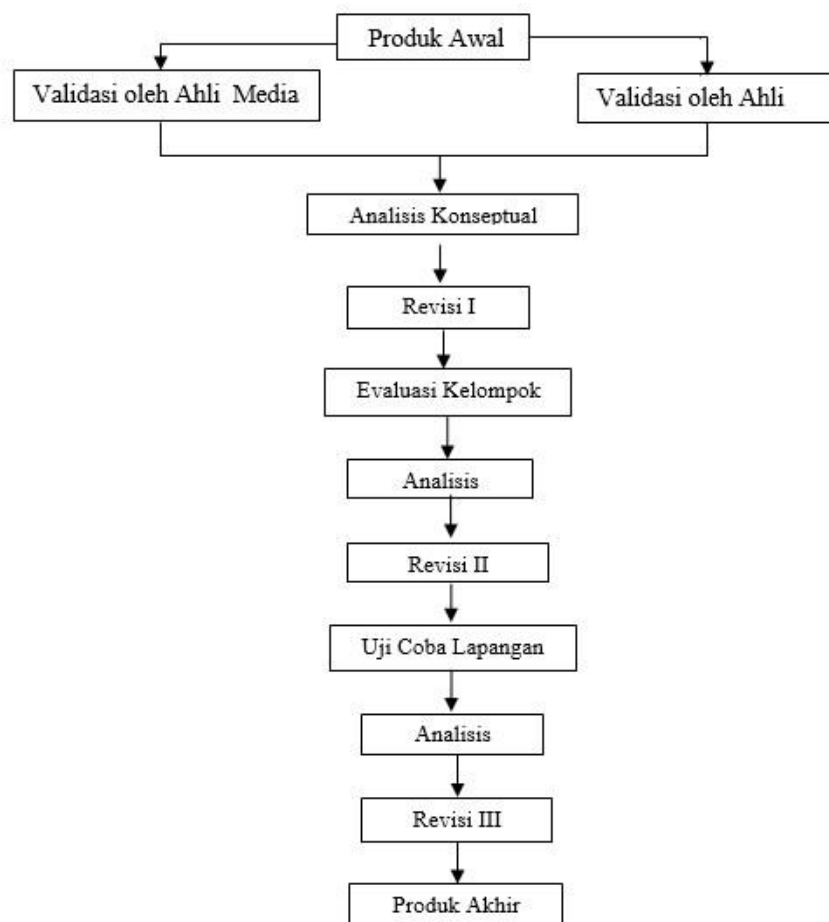 Produk Awal
Validasi oleh Ahli Media
Validasi oleh Ahli
Analisis Konseptual
Revisi I
Evaluasi Kelompok
Analisis
Revisi II
Uji Coba Lapangan
Analisis
Revisi III
Produk Akhir